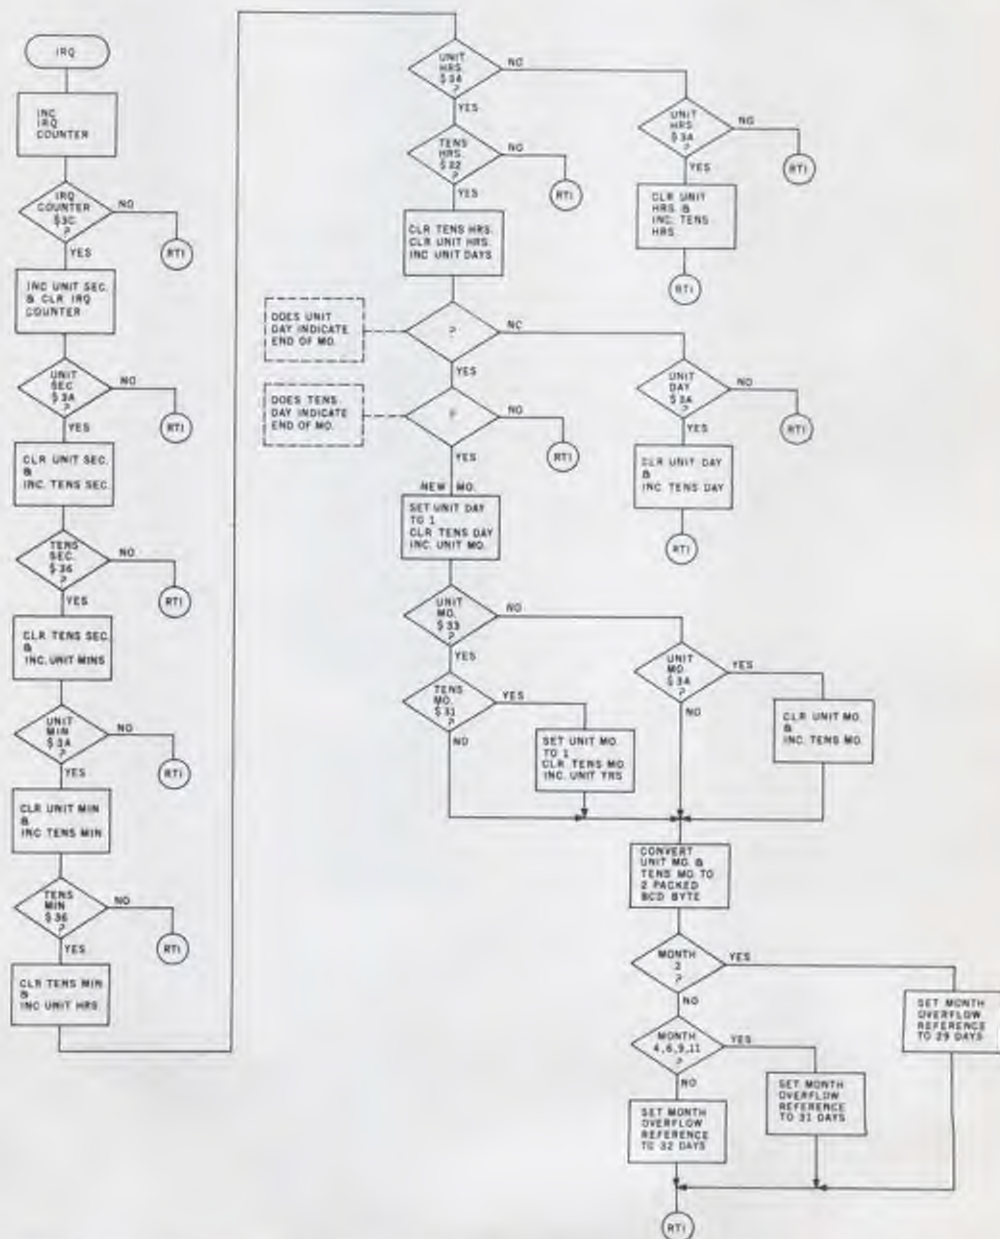 IRQ
INC
IRQ
COUNTER
IRQ
COUNTER
$3C
?
NO
RTI
YES
INC UNIT SEC.
& CLR IRQ
COUNTER
UNIT
SEC
$3A
?
NO
RTI
YES
CLR UNIT SEC.
&
INC. TENS SEC.
TENS
SEC.
$36
?
NO
RTI
YES
CLR TENS SEC.
&
INC. UNIT MINS
UNIT
MIN
$3A
?
NO
RTI
YES
CLR UNIT MIN
&
INC TENS MIN
TENS
MIN
$36
?
NO
RTI
YES
CLR TENS MIN
&
INC UNIT HRS
UNIT
HRS.
$34
?
NO
YES
UNIT
HRS
$3A
?
NO
RTI
YES
CLR UNIT
HRS &
INC. TENS
HRS.
RTI
TENS
HRS.
$32
?
NO
RTI
YES
CLR TENS HRS.
CLR UNIT HRS.
INC UNIT DAYS
DOES UNIT
DAY INDICATE
END OF MO.
?
NO
YES
UNIT
DAY
$3A
?
NO
RTI
YES
CLR UNIT DAY
&
INC TENS DAY
RTI
DOES TENS
DAY INDICATE
END OF MO.
?
NO
RTI
YES
NEW MO.
SET UNIT DAY
TO 1
CLR TENS DAY
INC. UNIT MO.
UNIT
MO.
$33
?
NO
YES
UNIT
MO.
$3A
?
YES
NO
CLR UNIT MO.
&
INC. TENS MO.
TENS
MO.
$31
?
YES
NO
SET UNIT MO.
TO 1
CLR TENS MO.
INC. UNIT YRS
CONVERT
UNIT MO. &
TENS MO. TO
2 PACKED
BCD BYTE
MONTH
2
?
YES
NO
SET MONTH
OVERFLOW
REFERENCE
TO 29 DAYS
MONTH
4,6,9,11
?
YES
NO
SET MONTH
OVERFLOW
REFERENCE
TO 31 DAYS
SET MONTH
OVERFLOW
REFERENCE
TO 32 DAYS
RTI